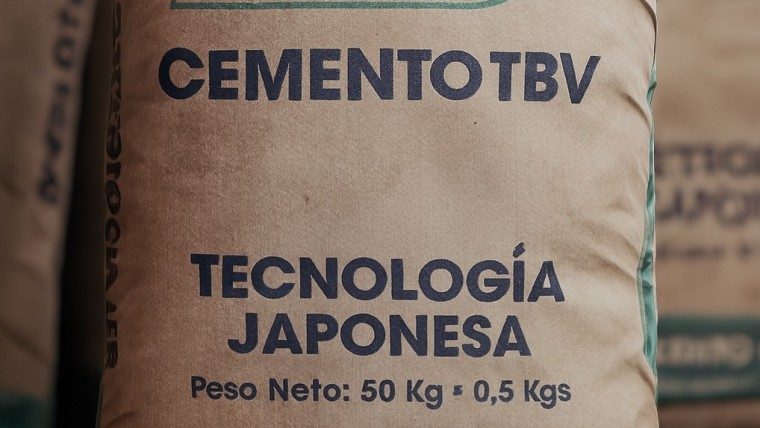 CEMENTO TBV
TECNOLOGÍA
JAPONESA
Peso Neto: 50 Kg - 0,5 Kgs